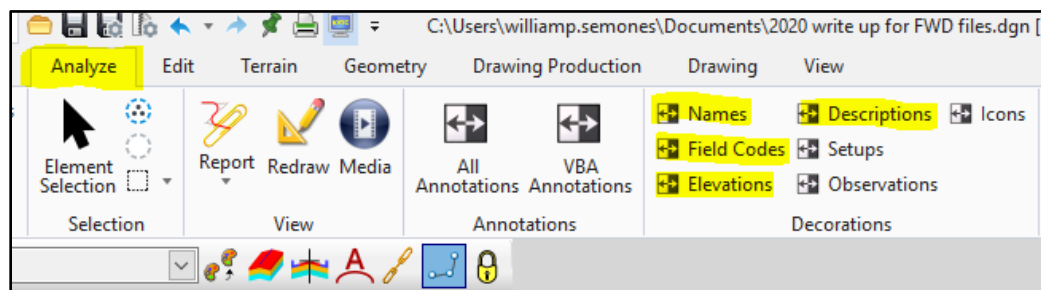 C:\Users\williamp.semones\Documents\2020 write up for FWD files.dgn [
Analyze Edit Terrain Geometry Drawing Production Drawing View
Names Descriptions Icons
Element Selection Report Redraw Media All Annotations VBA Annotations
Field Codes Setups
Elevations Observations
Selection View Annotations Decorations